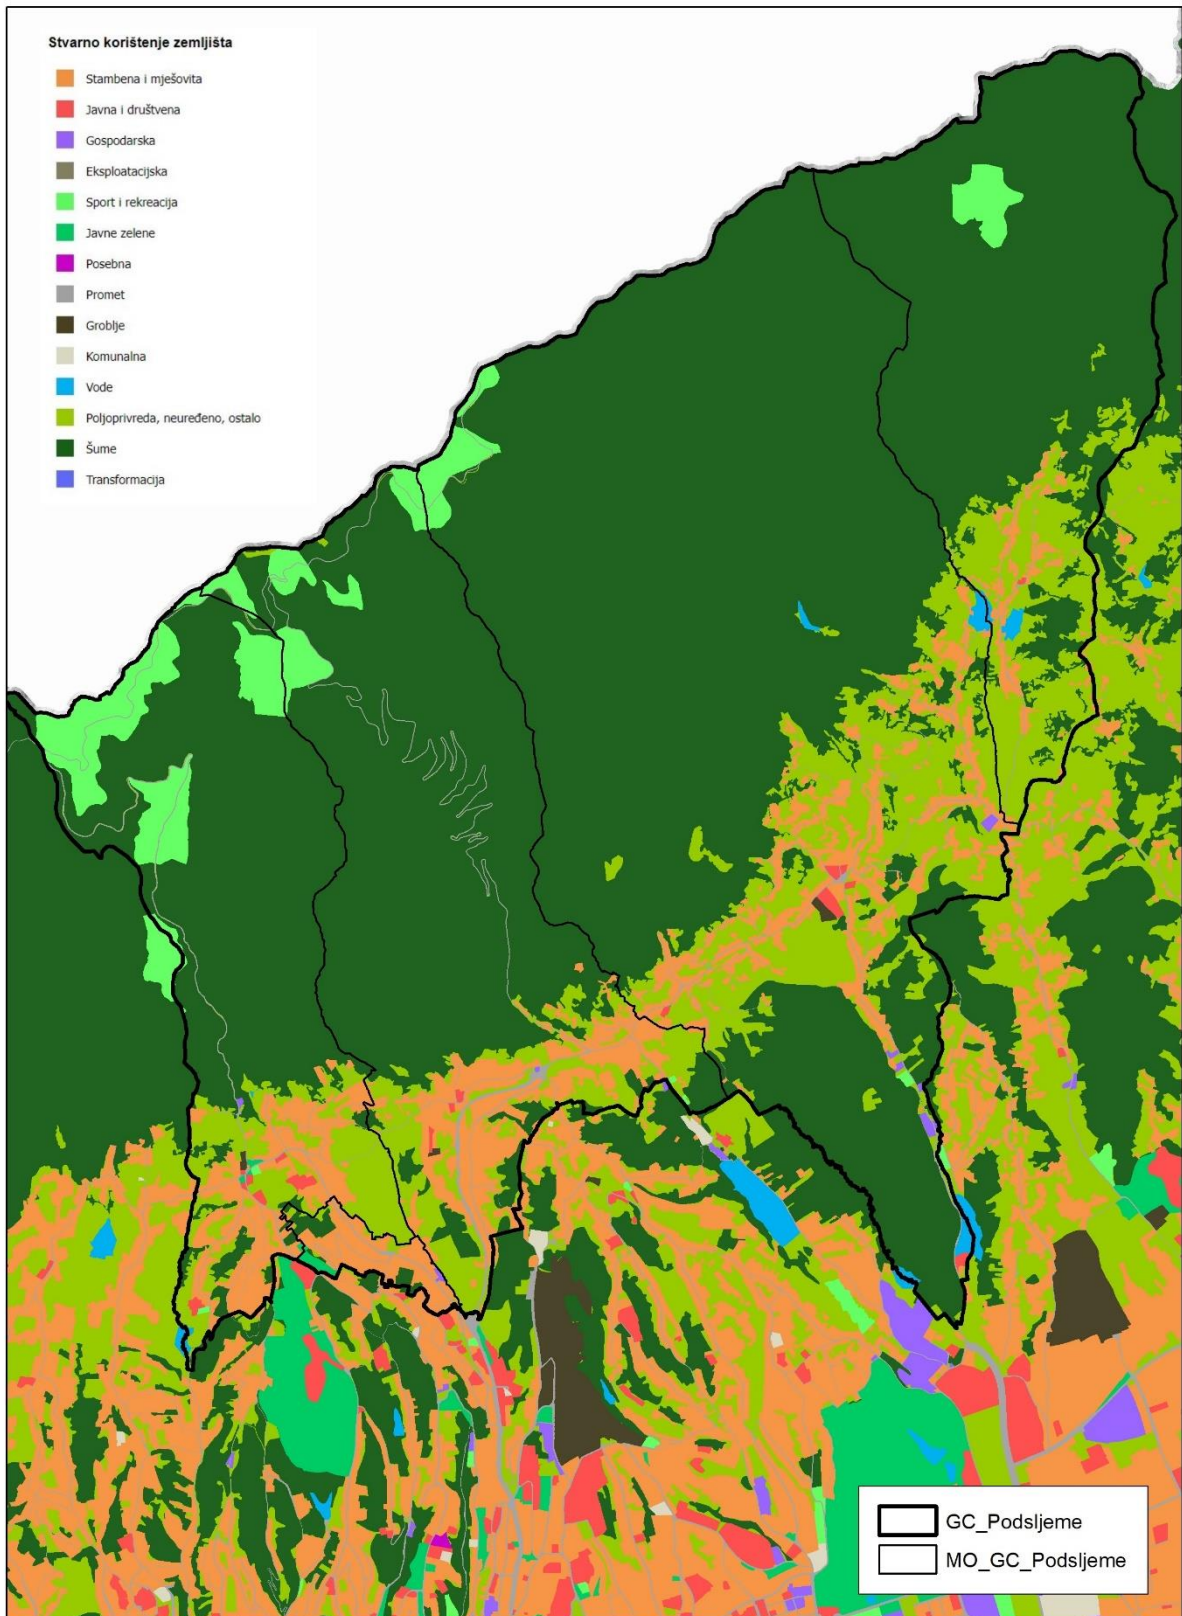 Stvarno korištenje zemljišta
Stambena i mješovita
Javna i društvena
Gospodarska
Eksploatacijska
Sport i rekreacija
Javne zelene
Posebna
Promet
Groblje
Komunalna
Vode
Poljoprivreda, neuređeno, ostalo
Šume
Transformacija
GC_Podsljeme
MO_GC_Podsljeme